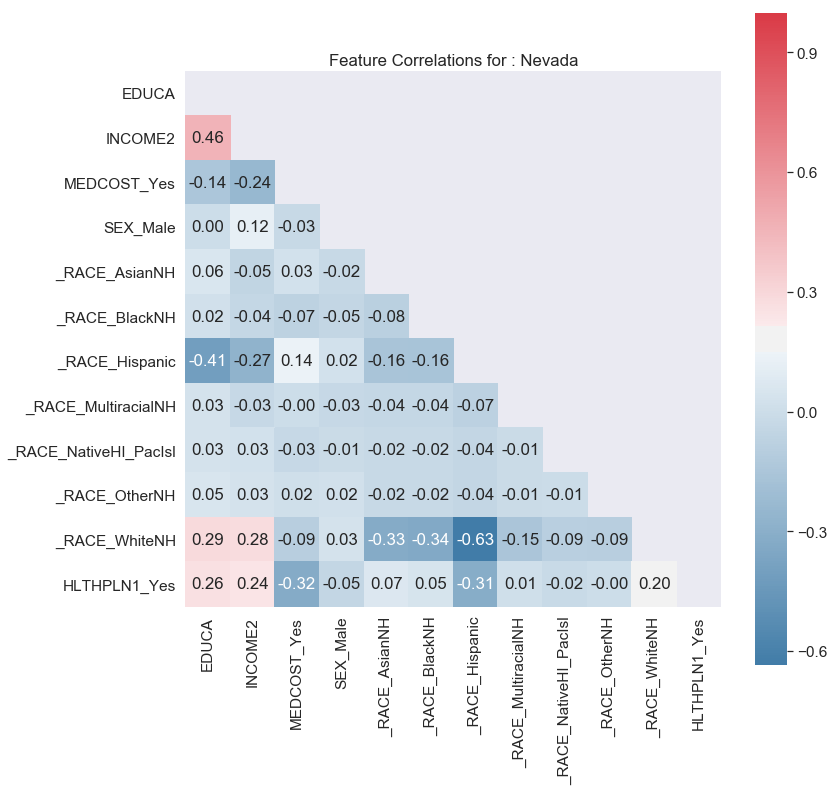 Feature Correlations for : Nevada
EDUCA
INCOME2 0.46
MEDCOST_Yes -0.14 -0.24
SEX_Male 0.00 0.12 -0.03
_RACE_AsianNH 0.06 -0.05 0.03 -0.02
_RACE_BlackNH 0.02 -0.04 -0.07 -0.05 -0.08
_RACE_Hispanic -0.41 -0.27 0.14 0.02 -0.16 -0.16
_RACE_MultiracialNH 0.03 -0.03 -0.00 -0.03 -0.04 -0.04 -0.07
_RACE_NativeHI_PacIsl 0.03 0.03 -0.03 -0.01 -0.02 -0.02 -0.04 -0.01
_RACE_OtherNH 0.05 0.03 0.02 0.02 -0.02 -0.02 -0.04 -0.01 -0.01
_RACE_WhiteNH 0.29 0.28 -0.09 0.03 -0.33 -0.34 -0.63 -0.15 -0.09 -0.09
HLTHPLN1_Yes 0.26 0.24 -0.32 -0.05 0.07 0.05 -0.31 0.01 -0.02 -0.00 0.20
EDUCA
INCOME2
MEDCOST_Yes
SEX_Male
_RACE_AsianNH
_RACE_BlackNH
_RACE_Hispanic
_RACE_MultiracialNH
_RACE_NativeHI_PacIsl
_RACE_OtherNH
_RACE_WhiteNH
HLTHPLN1_Yes
0.9
0.6
0.3
0.0
−0.3
−0.6